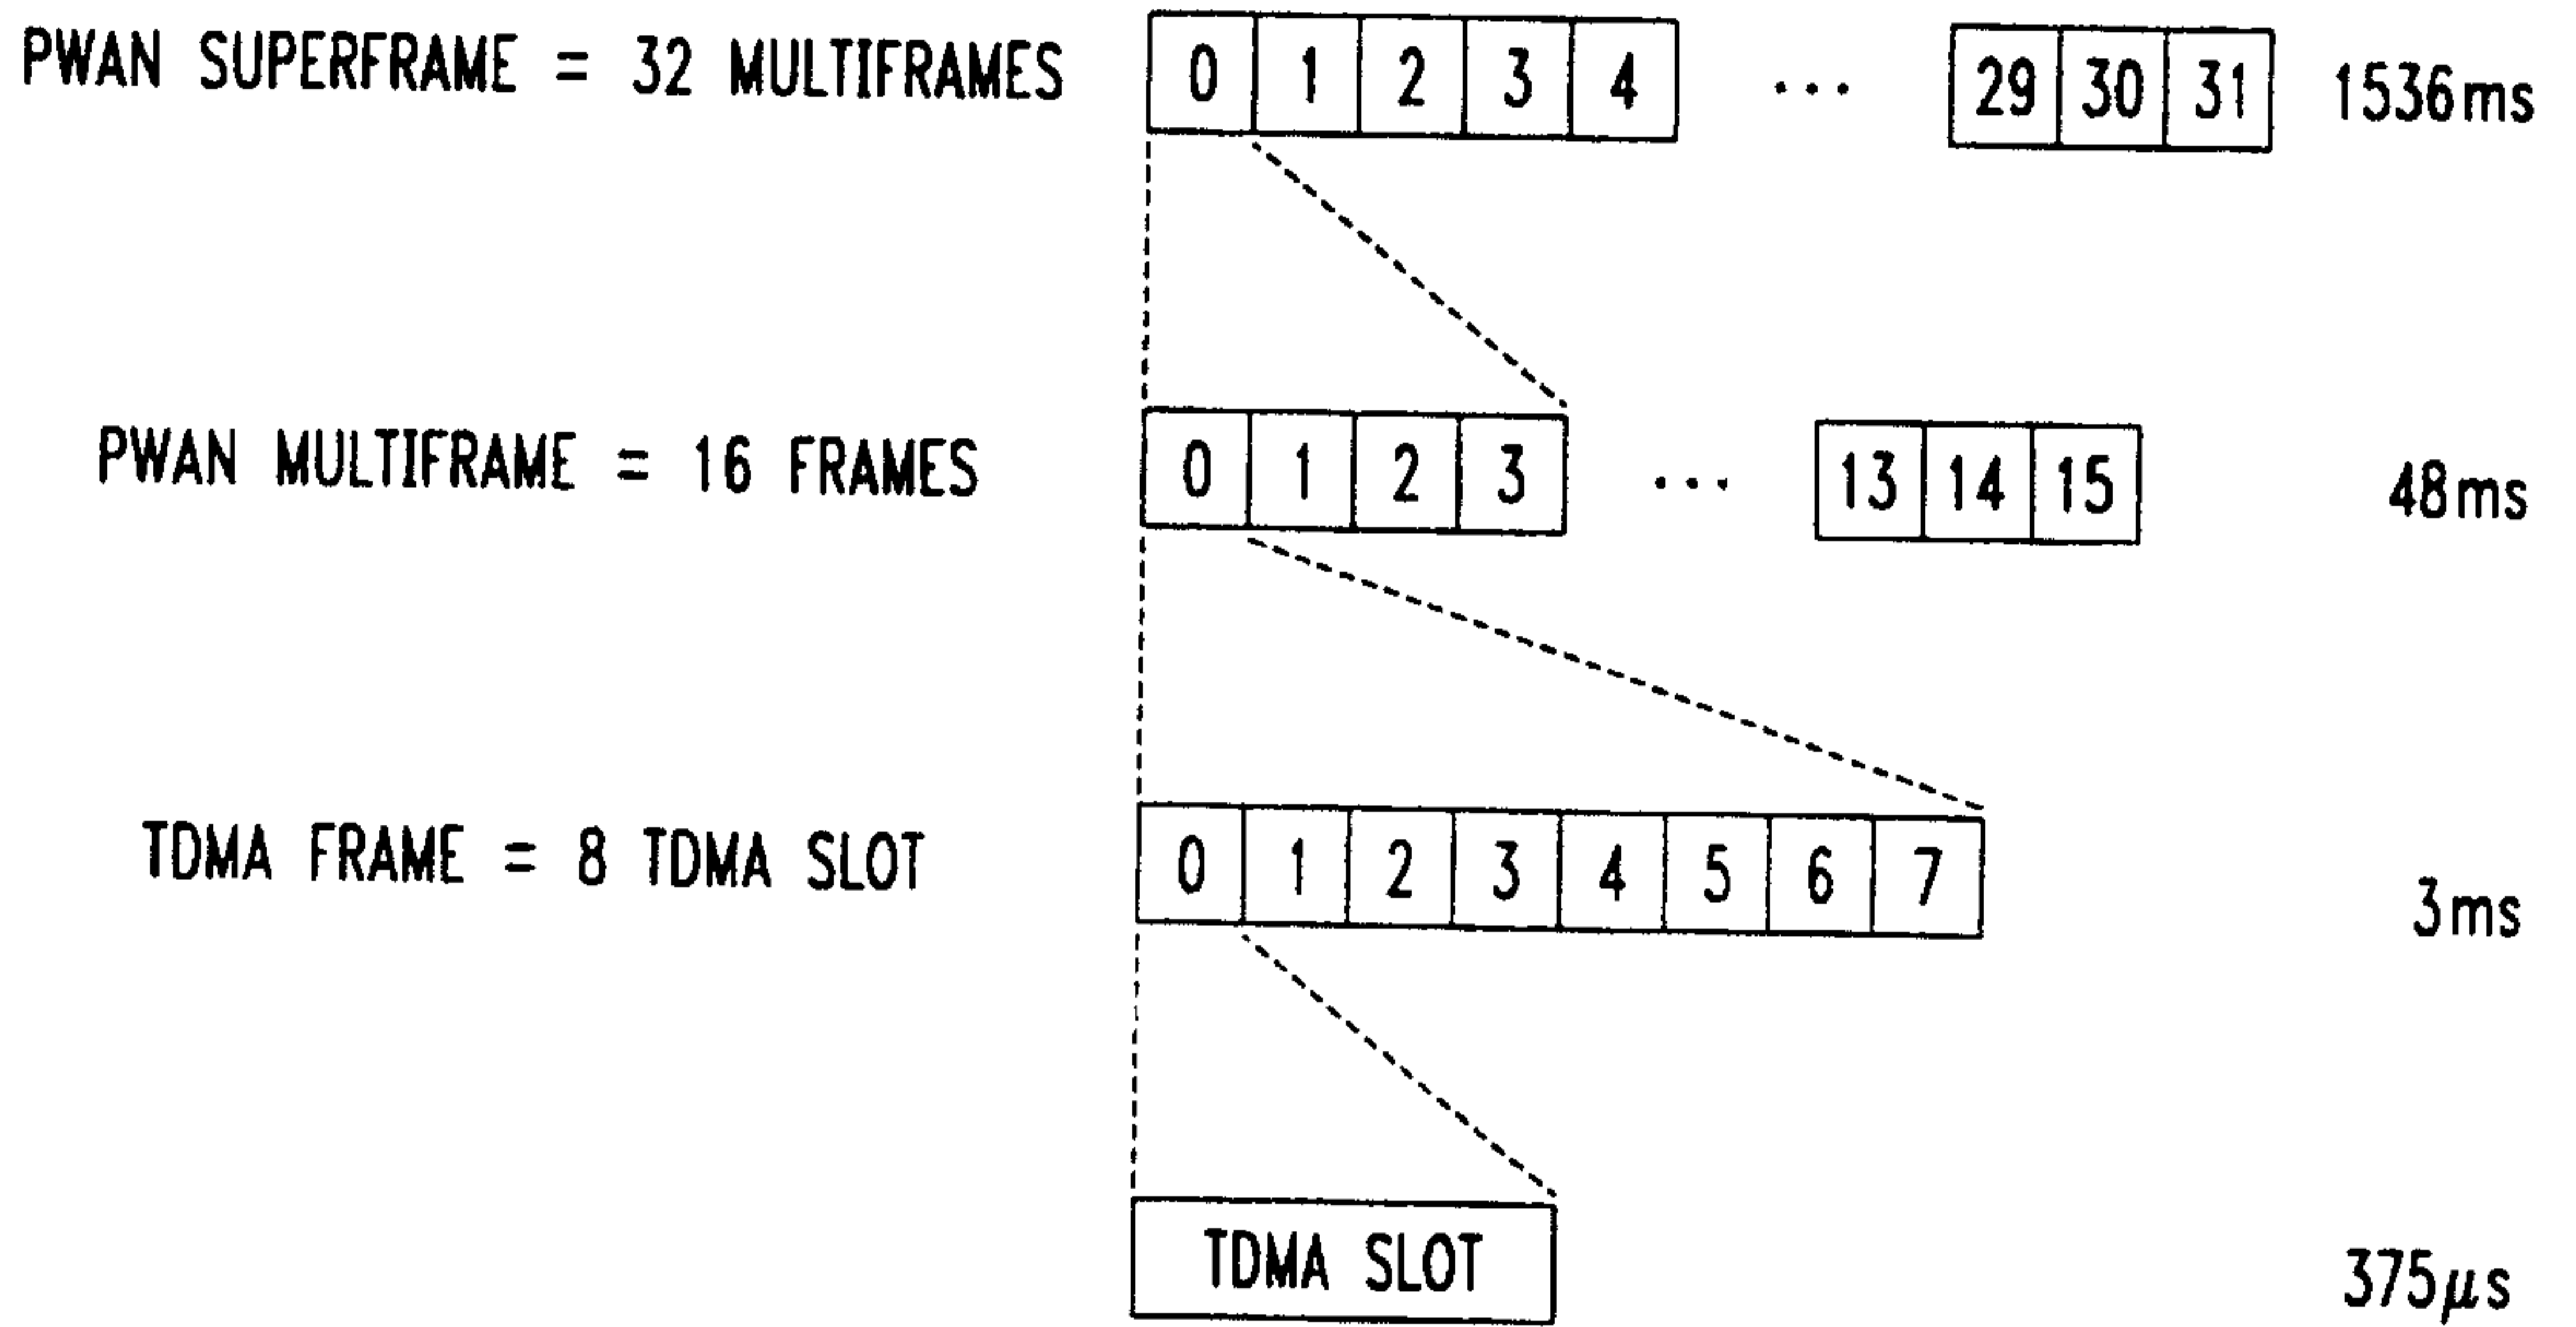 PWAN SUPERFRAME = 32 MULTIFRAMES 0 1 2 3 4 ... 29 30 31 1536ms
PWAN MULTIFRAME = 16 FRAMES 0 1 2 3 ... 13 14 15 48ms
TDMA FRAME = 8 TDMA SLOT 0 1 2 3 4 5 6 7 3ms
TDMA SLOT 375μs